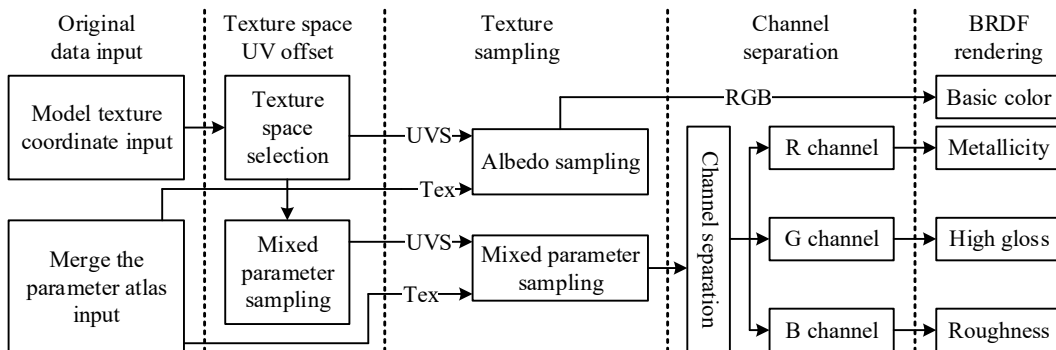 Original
data input
Texture space
UV offset
Texture
sampling
Channel
separation
BRDF
rendering
Model texture
coordinate input
Texture
space
selection
UVS
Tex
Albedo sampling
RGB
Basic color
Merge the
parameter atlas
input
Mixed
parameter
sampling
UVS
Tex
Mixed parameter
sampling
Channel separation
R channel
Metallicity
G channel
High gloss
B channel
Roughness